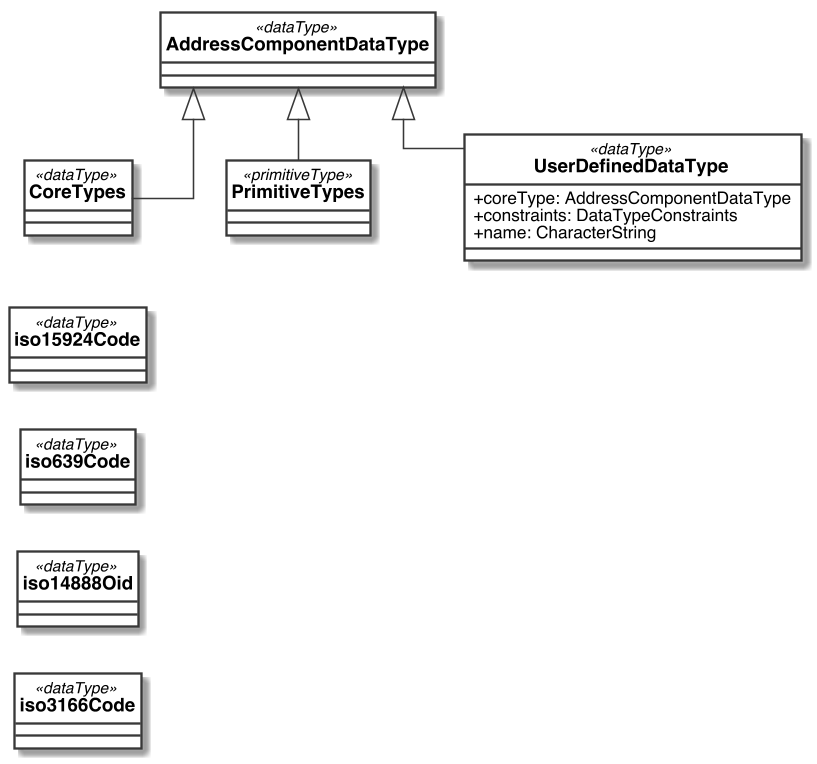 «dataType»
AddressComponentDataType
«dataType»
CoreTypes
«primitiveType»
PrimitiveTypes
«dataType»
UserDefinedDataType
+coreType: AddressComponentDataType
+constraints: DataTypeConstraints
+name: CharacterString
«dataType»
iso15924Code
«dataType»
iso639Code
«dataType»
iso14888Oid
«dataType»
iso3166Code